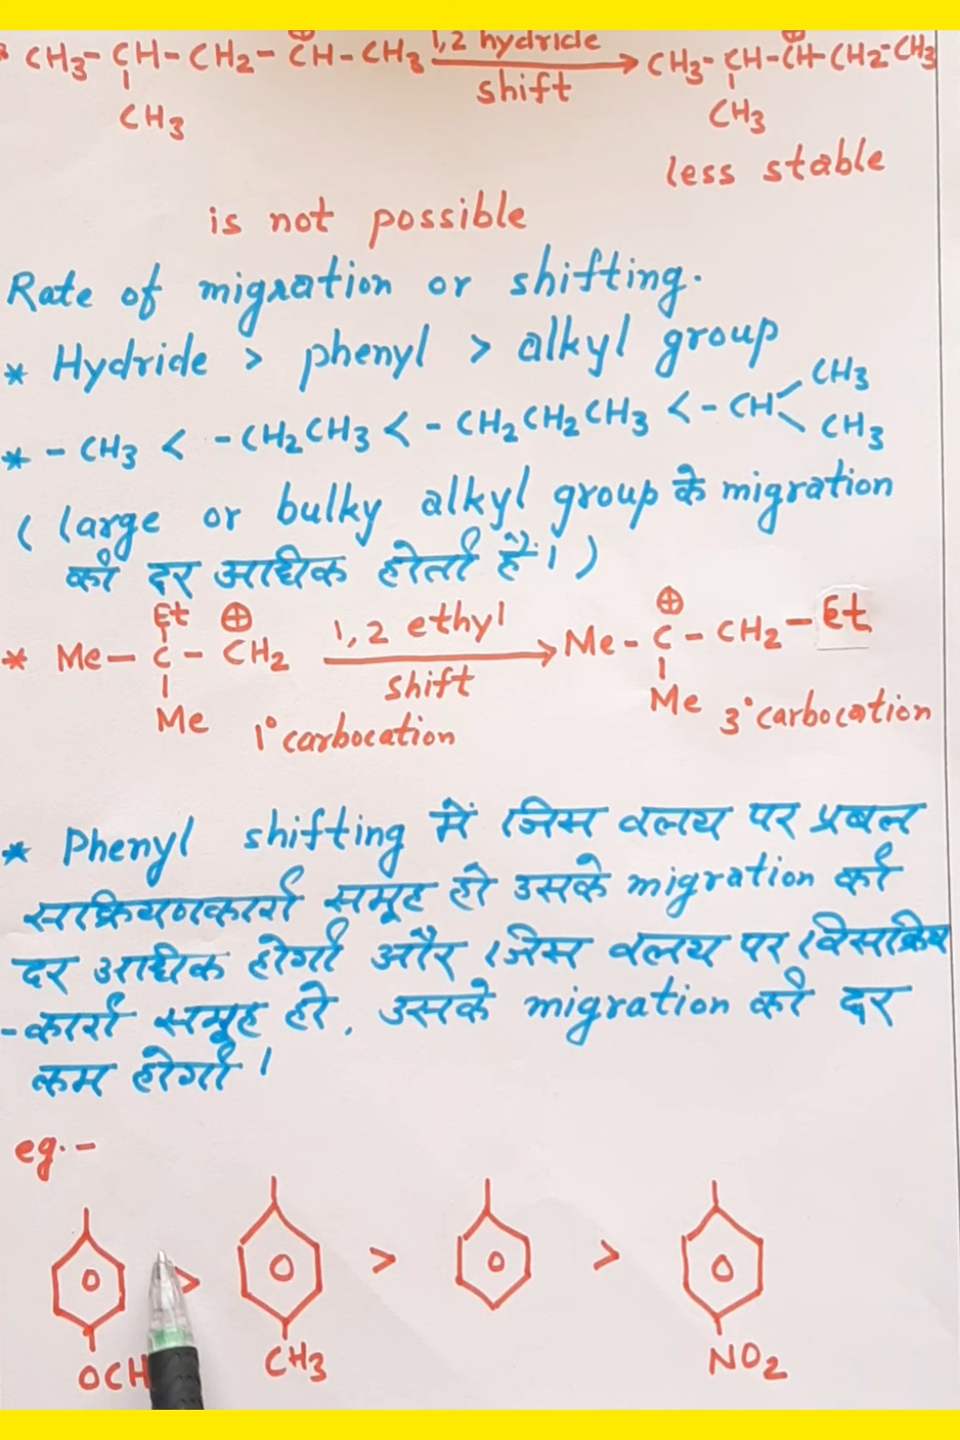 CH3-CH-CH2-⊕CH-CH3 1,2 hydride shift → CH3-CH-⊕CH-CH2-CH3
CH3 CH3
less stable
is not possible
Rate of migration or shifting.
* Hydride > phenyl > alkyl group
* -CH3 < -CH2CH3 < -CH2CH2CH3 < -CH CH3 CH3
( large or bulky alkyl group के migration
की दर अधिक होती है। )
Et ⊕ ⊕
* Me-C-CH2 1,2 ethyl shift → Me-C-CH2-Et
Me Me
1° carbocation 3° carbocation
* Phenyl shifting में जिस वलय पर प्रबल
सक्रियणकारी समूह हो उसके migration की
दर अधिक होगी और जिस वलय पर विसक्रिय
-कारी समूह हो, उसके migration की दर
कम होगी।
eg.-
> > >
OCH CH3 NO2